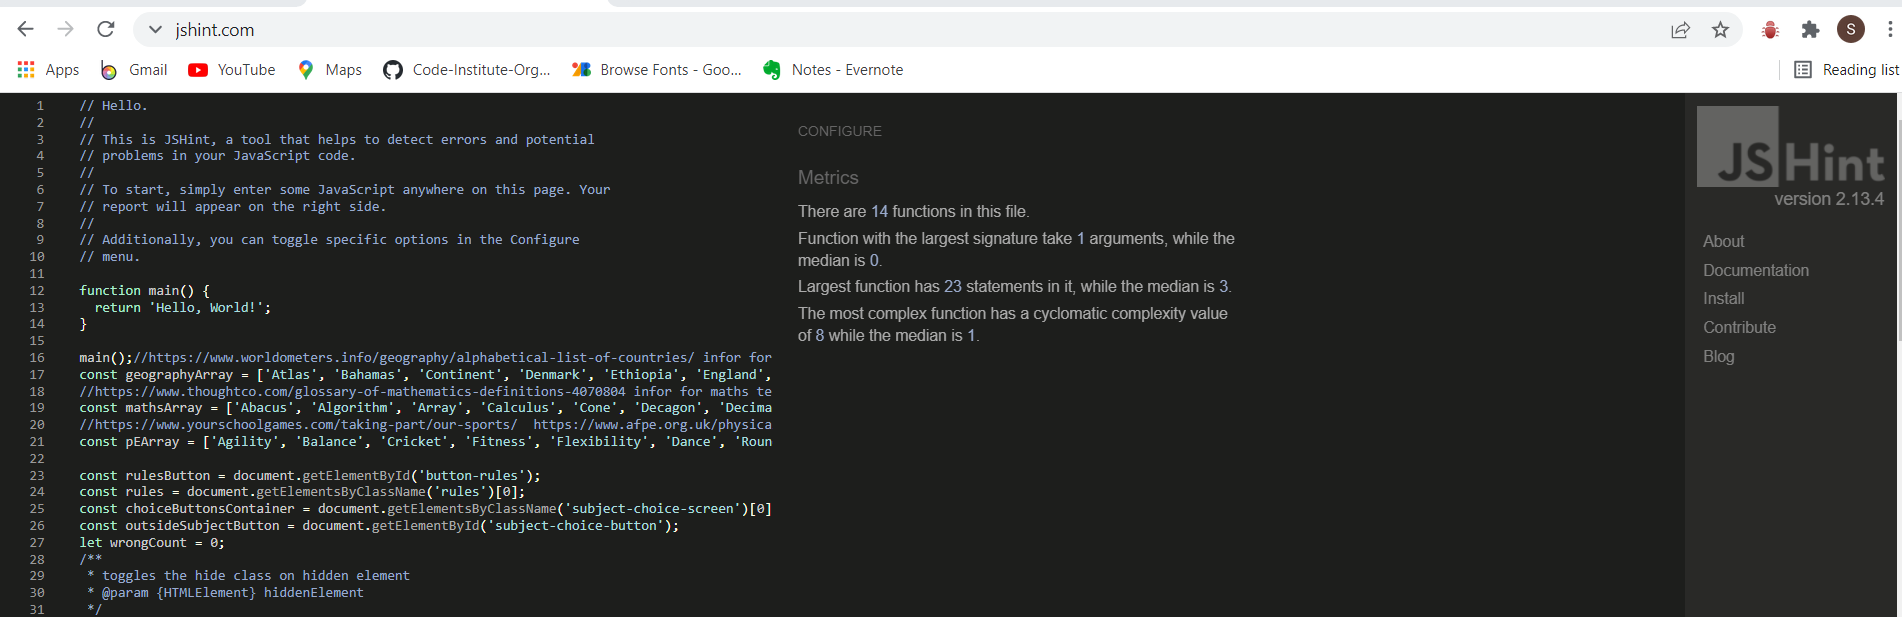 jshint.com
S
Apps Gmail YouTube Maps Code-Institute-Org... Browse Fonts - Goo... Notes - Evernote Reading list
1 // Hello.
2 //
3 // This is JSHint, a tool that helps to detect errors and potential
4 // problems in your JavaScript code.
5 //
6 // To start, simply enter some JavaScript anywhere on this page. Your
7 // report will appear on the right side.
8 //
9 // Additionally, you can toggle specific options in the Configure
10 // menu.
11
12 function main() {
13 return 'Hello, World!';
14 }
15
16 main();//https://www.worldometers.info/geography/alphabetical-list-of-countries/ infor for
17 const geographyArray = ['Atlas', 'Bahamas', 'Continent', 'Denmark', 'Ethiopia', 'England',
18 //https://www.thoughtco.com/glossary-of-mathematics-definitions-4070804 infor for maths te
19 const mathsArray = ['Abacus', 'Algorithm', 'Array', 'Calculus', 'Cone', 'Decagon', 'Decima
20 //https://www.yourschoolgames.com/taking-part/our-sports/ https://www.afpe.org.uk/physica
21 const pEArray = ['Agility', 'Balance', 'Cricket', 'Fitness', 'Flexibility', 'Dance', 'Roun
22
23 const rulesButton = document.getElementById('button-rules');
24 const rules = document.getElementsByClassName('rules')[0];
25 const choiceButtonsContainer = document.getElementsByClassName('subject-choice-screen')[0]
26 const outsideSubjectButton = document.getElementById('subject-choice-button');
27 let wrongCount = 0;
28 /**
29 * toggles the hide class on hidden element
30 * @param {HTMLElement} hiddenElement
31 */
CONFIGURE
Metrics
There are 14 functions in this file.
Function with the largest signature take 1 arguments, while the
median is 0.
Largest function has 23 statements in it, while the median is 3.
The most complex function has a cyclomatic complexity value
of 8 while the median is 1.
JSHint
version 2.13.4
About
Documentation
Install
Contribute
Blog